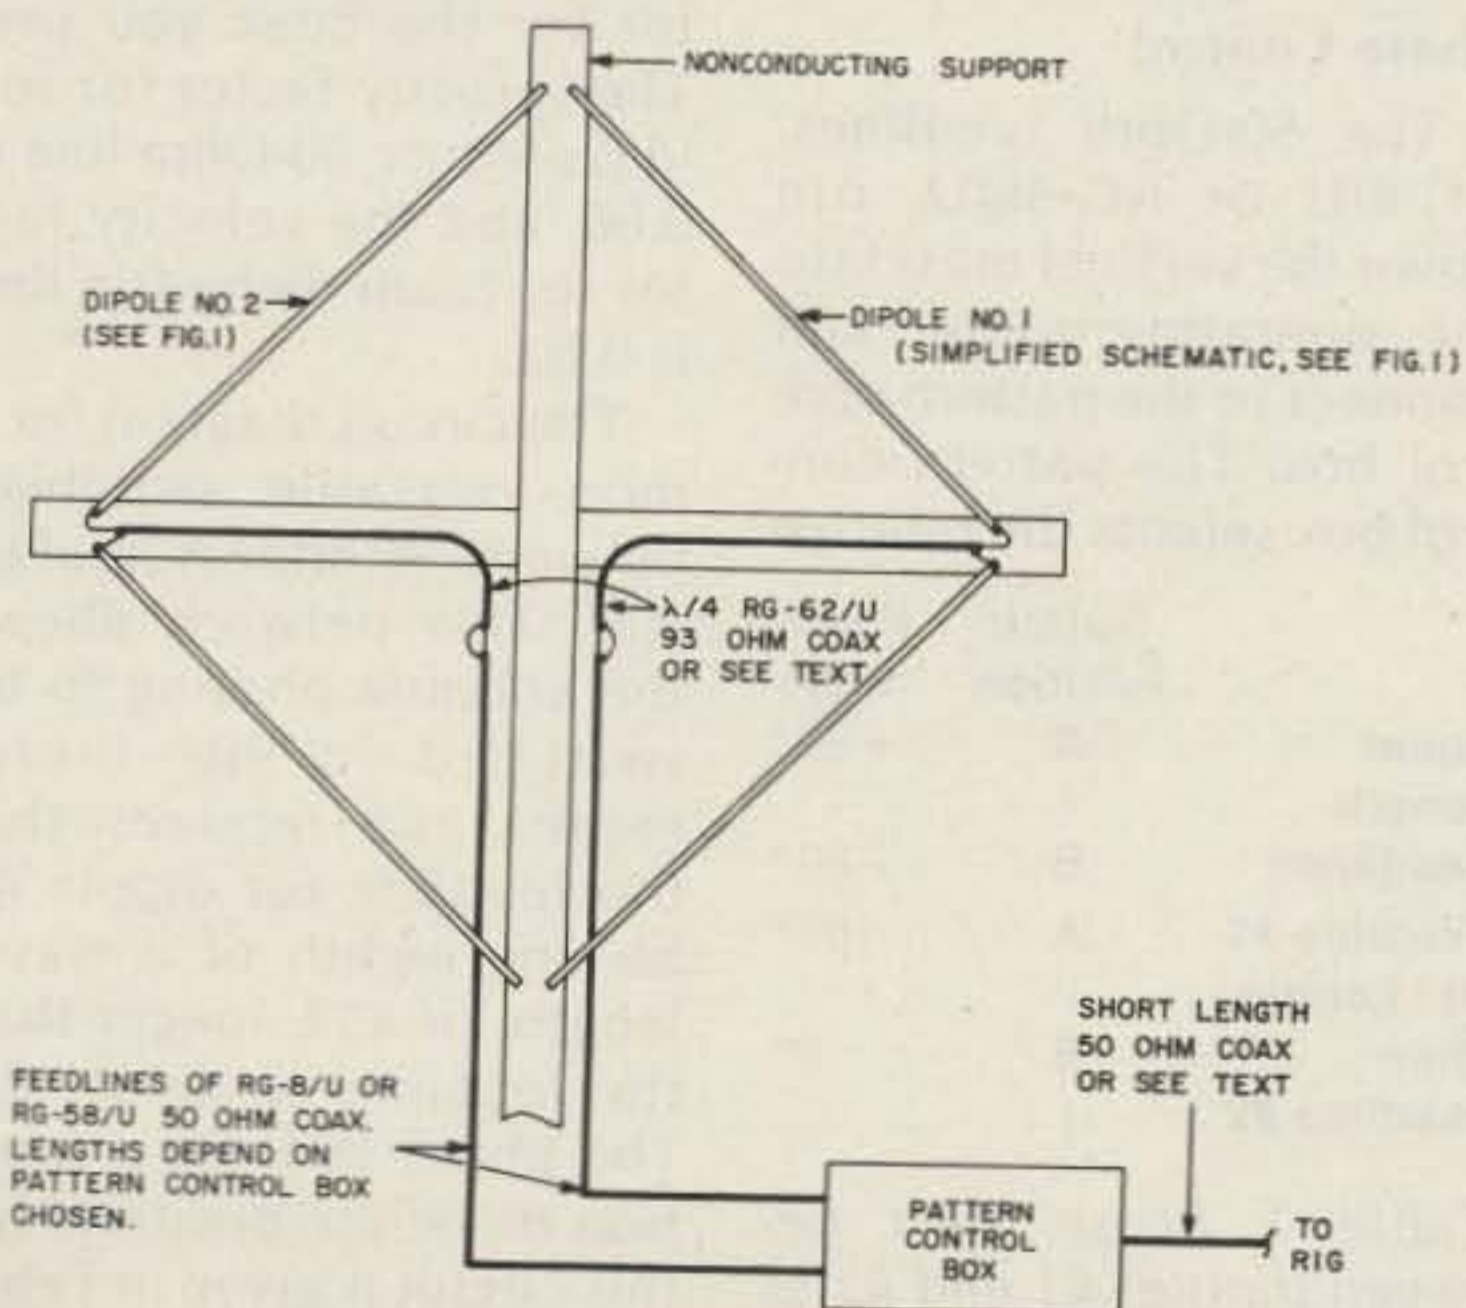 NONCONDUCTING SUPPORT
DIPOLE NO. 2
(SEE FIG.1)
DIPOLE NO. 1
(SIMPLIFIED SCHEMATIC, SEE FIG.1)
λ/4 RG-62/U
93 OHM COAX
OR SEE TEXT
SHORT LENGTH
50 OHM COAX
OR SEE TEXT
FEEDLINES OF RG-8/U OR
RG-58/U 50 OHM COAX.
LENGTHS DEPEND ON
PATTERN CONTROL BOX
CHOSEN.
PATTERN
CONTROL
BOX
TO
RIG